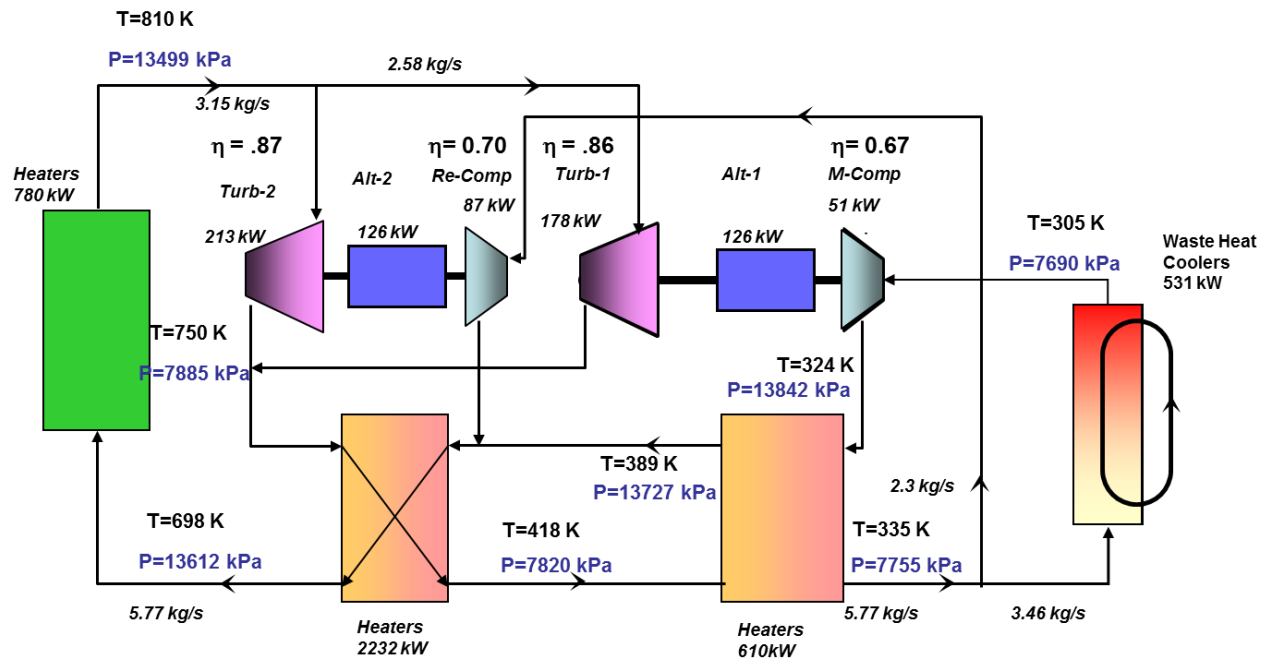 T=810 K
P=13499 kPa
2.58 kg/s
3.15 kg/s
η = .87
η= 0.70
η = .86
η= 0.67
Heaters
780 kW
Turb-2
Alt-2
Re-Comp
Turb-1
Alt-1
M-Comp
87 kW
51 kW
213 kW
126 kW
178 kW
126 kW
T=305 K
P=7690 kPa
Waste Heat
Coolers
531 kW
T=750 K
P=7885 kPa
T=324 K
P=13842 kPa
T=389 K
P=13727 kPa
2.3 kg/s
T=698 K
P=13612 kPa
T=418 K
P=7820 kPa
T=335 K
P=7755 kPa
5.77 kg/s
5.77 kg/s
3.46 kg/s
Heaters
2232 kW
Heaters
610kW